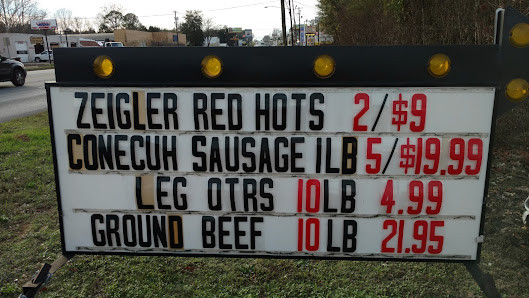 ZEIGLER RED HOTS 2/$9
CONECUH SAUSAGE 1LB 5/$19.99
LEG QTRS 10LB 4.99
GROUND BEEF 10LB 21.95